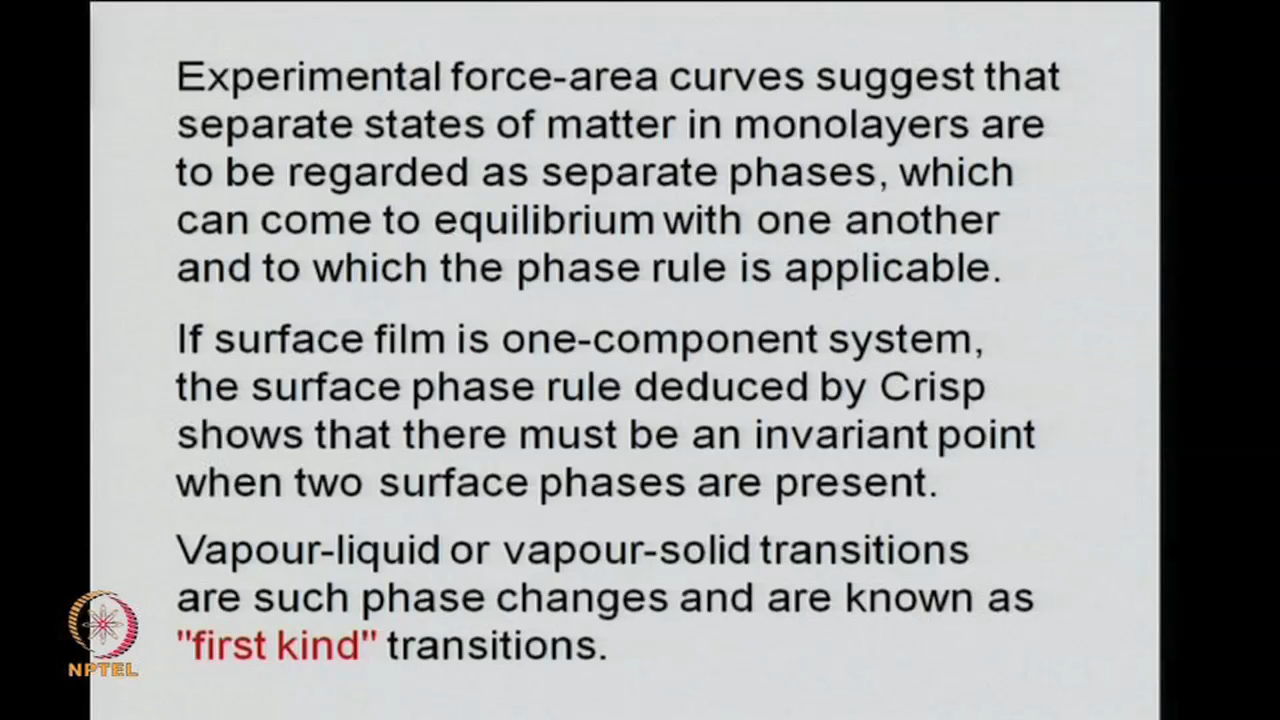 Experimental force-area curves suggest that
separate states of matter in monolayers are
to be regarded as separate phases, which
can come to equilibrium with one another
and to which the phase rule is applicable.
If surface film is one-component system,
the surface phase rule deduced by Crisp
shows that there must be an invariant point
when two surface phases are present.
Vapour-liquid or vapour-solid transitions
are such phase changes and are known as
"first kind" transitions.
NPTEL